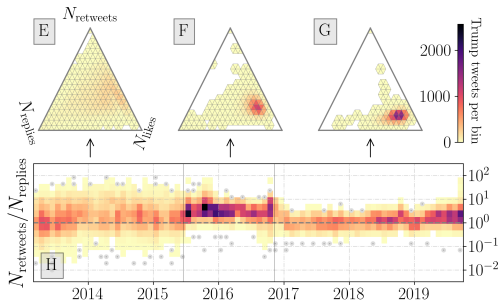 E
F
G
N_retweets
N_replies
N_likes
2000
1000
0
Trump tweets per bin
N_retweets/N_replies
H
10^2
10^1
10^0
10^−1
10^−2
2014
2015
2016
2017
2018
2019